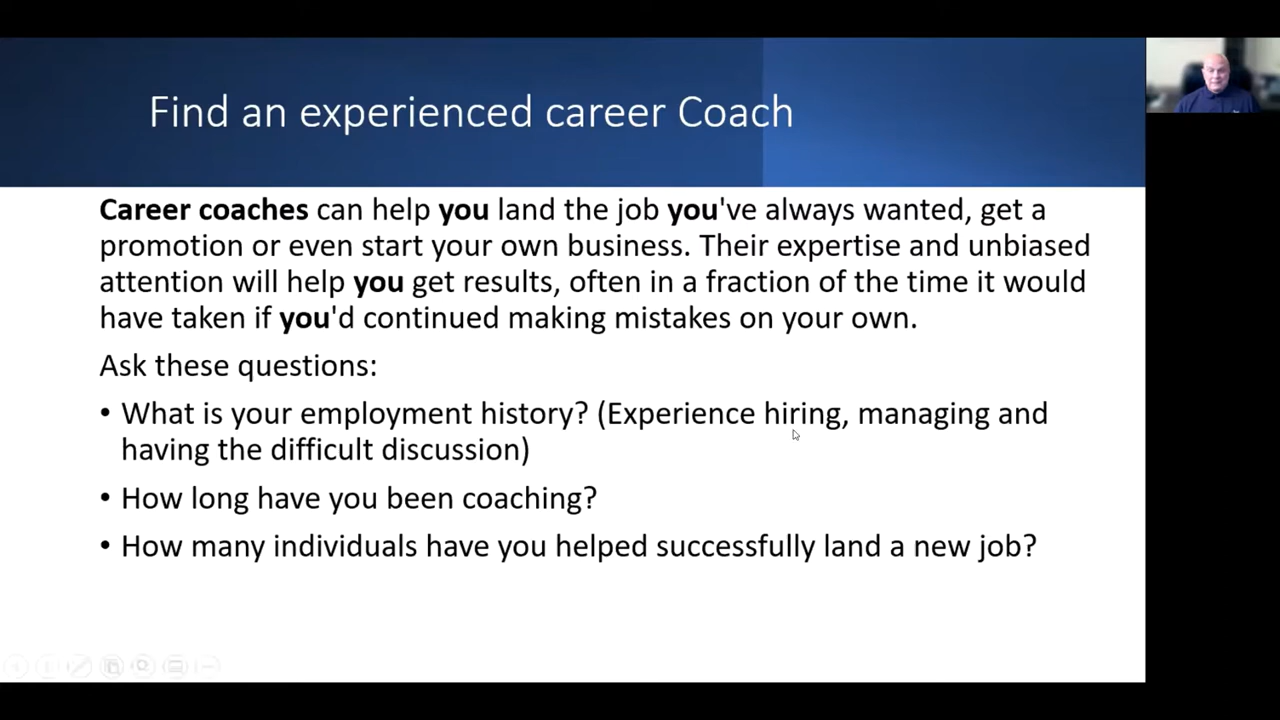 Find an experienced career Coach
Career coaches can help you land the job you've always wanted, get a
promotion or even start your own business. Their expertise and unbiased
attention will help you get results, often in a fraction of the time it would
have taken if you'd continued making mistakes on your own.
Ask these questions:
• What is your employment history? (Experience hiring, managing and
having the difficult discussion)
• How long have you been coaching?
• How many individuals have you helped successfully land a new job?